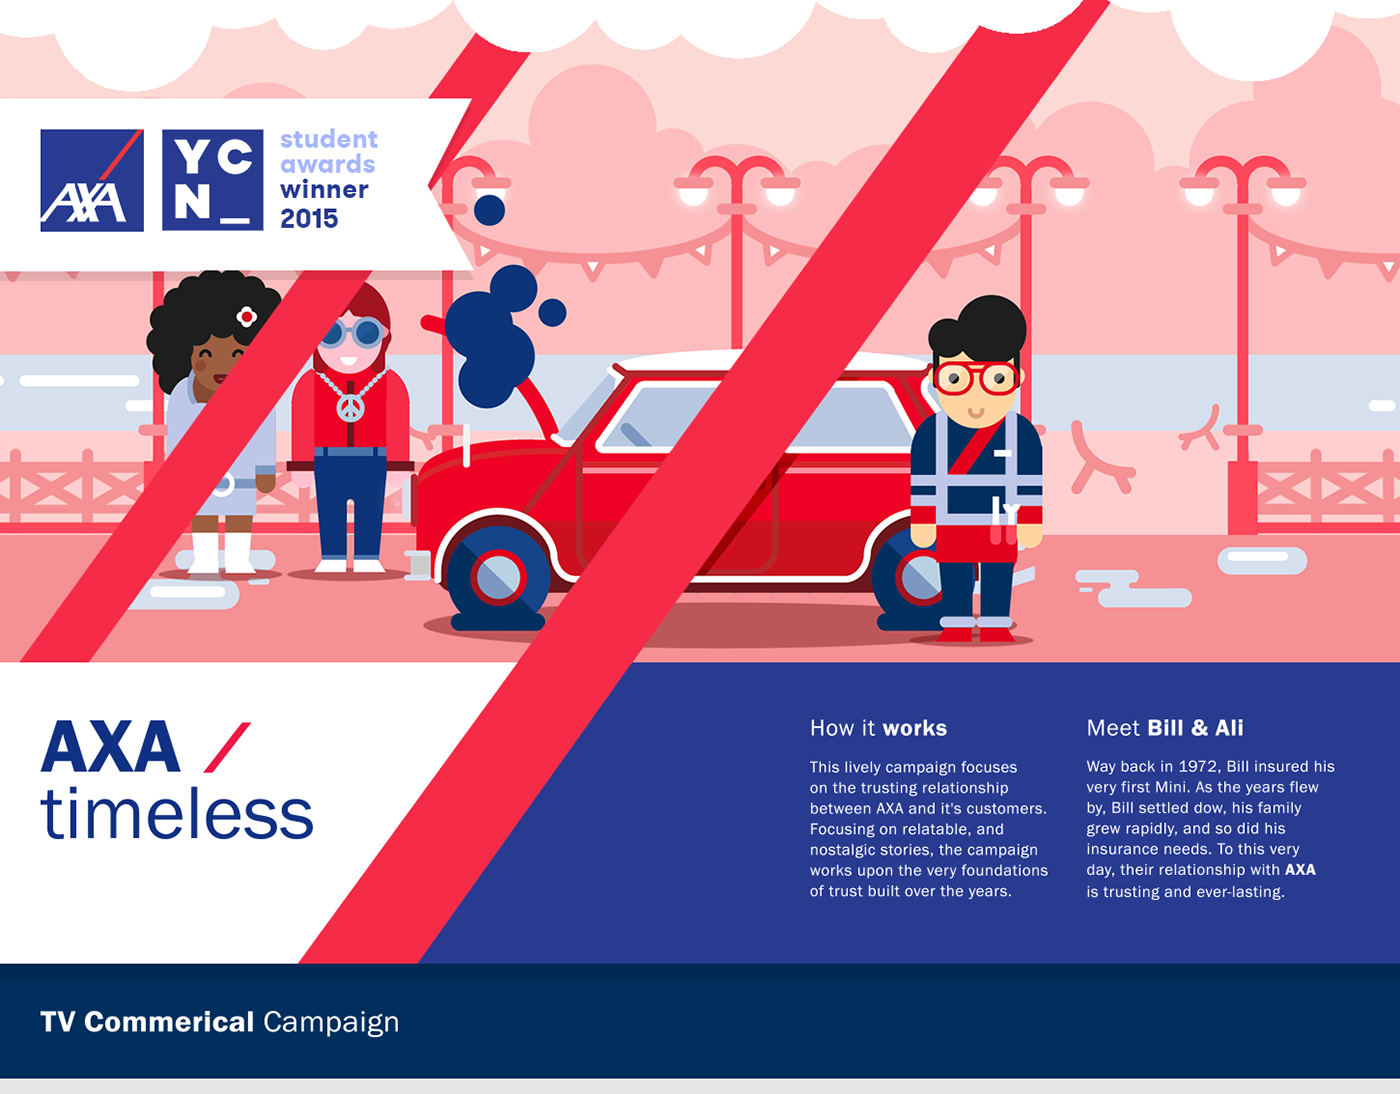 AXA
YC
N_
student
awards
winner
2015
AXA /
timeless
How it works
This lively campaign focuses
on the trusting relationship
between AXA and it's customers.
Focusing on relatable, and
nostalgic stories, the campaign
works upon the very foundations
of trust built over the years.
Meet Bill & Ali
Way back in 1972, Bill insured his
very first Mini. As the years flew
by, Bill settled dow, his family
grew rapidly, and so did his
insurance needs. To this very
day, their relationship with AXA
is trusting and ever-lasting.
TV Commerical Campaign